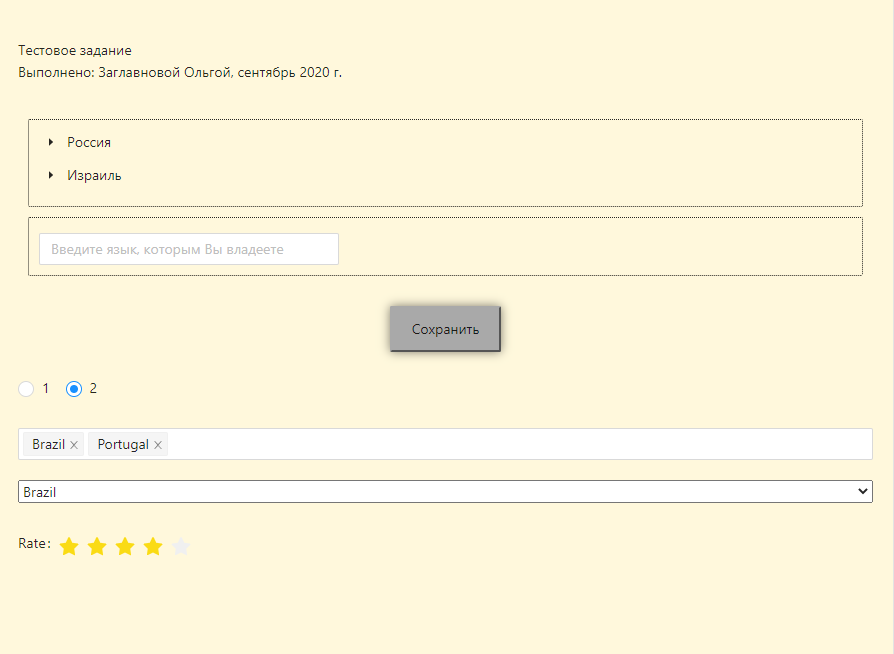 Тестовое задание
Выполнено: Заглавновой Ольгой, сентябрь 2020 г.
Россия
Израиль
Введите язык, которым Вы владеете
Сохранить
1 2
Brazil Portugal
Brazil
Rate: